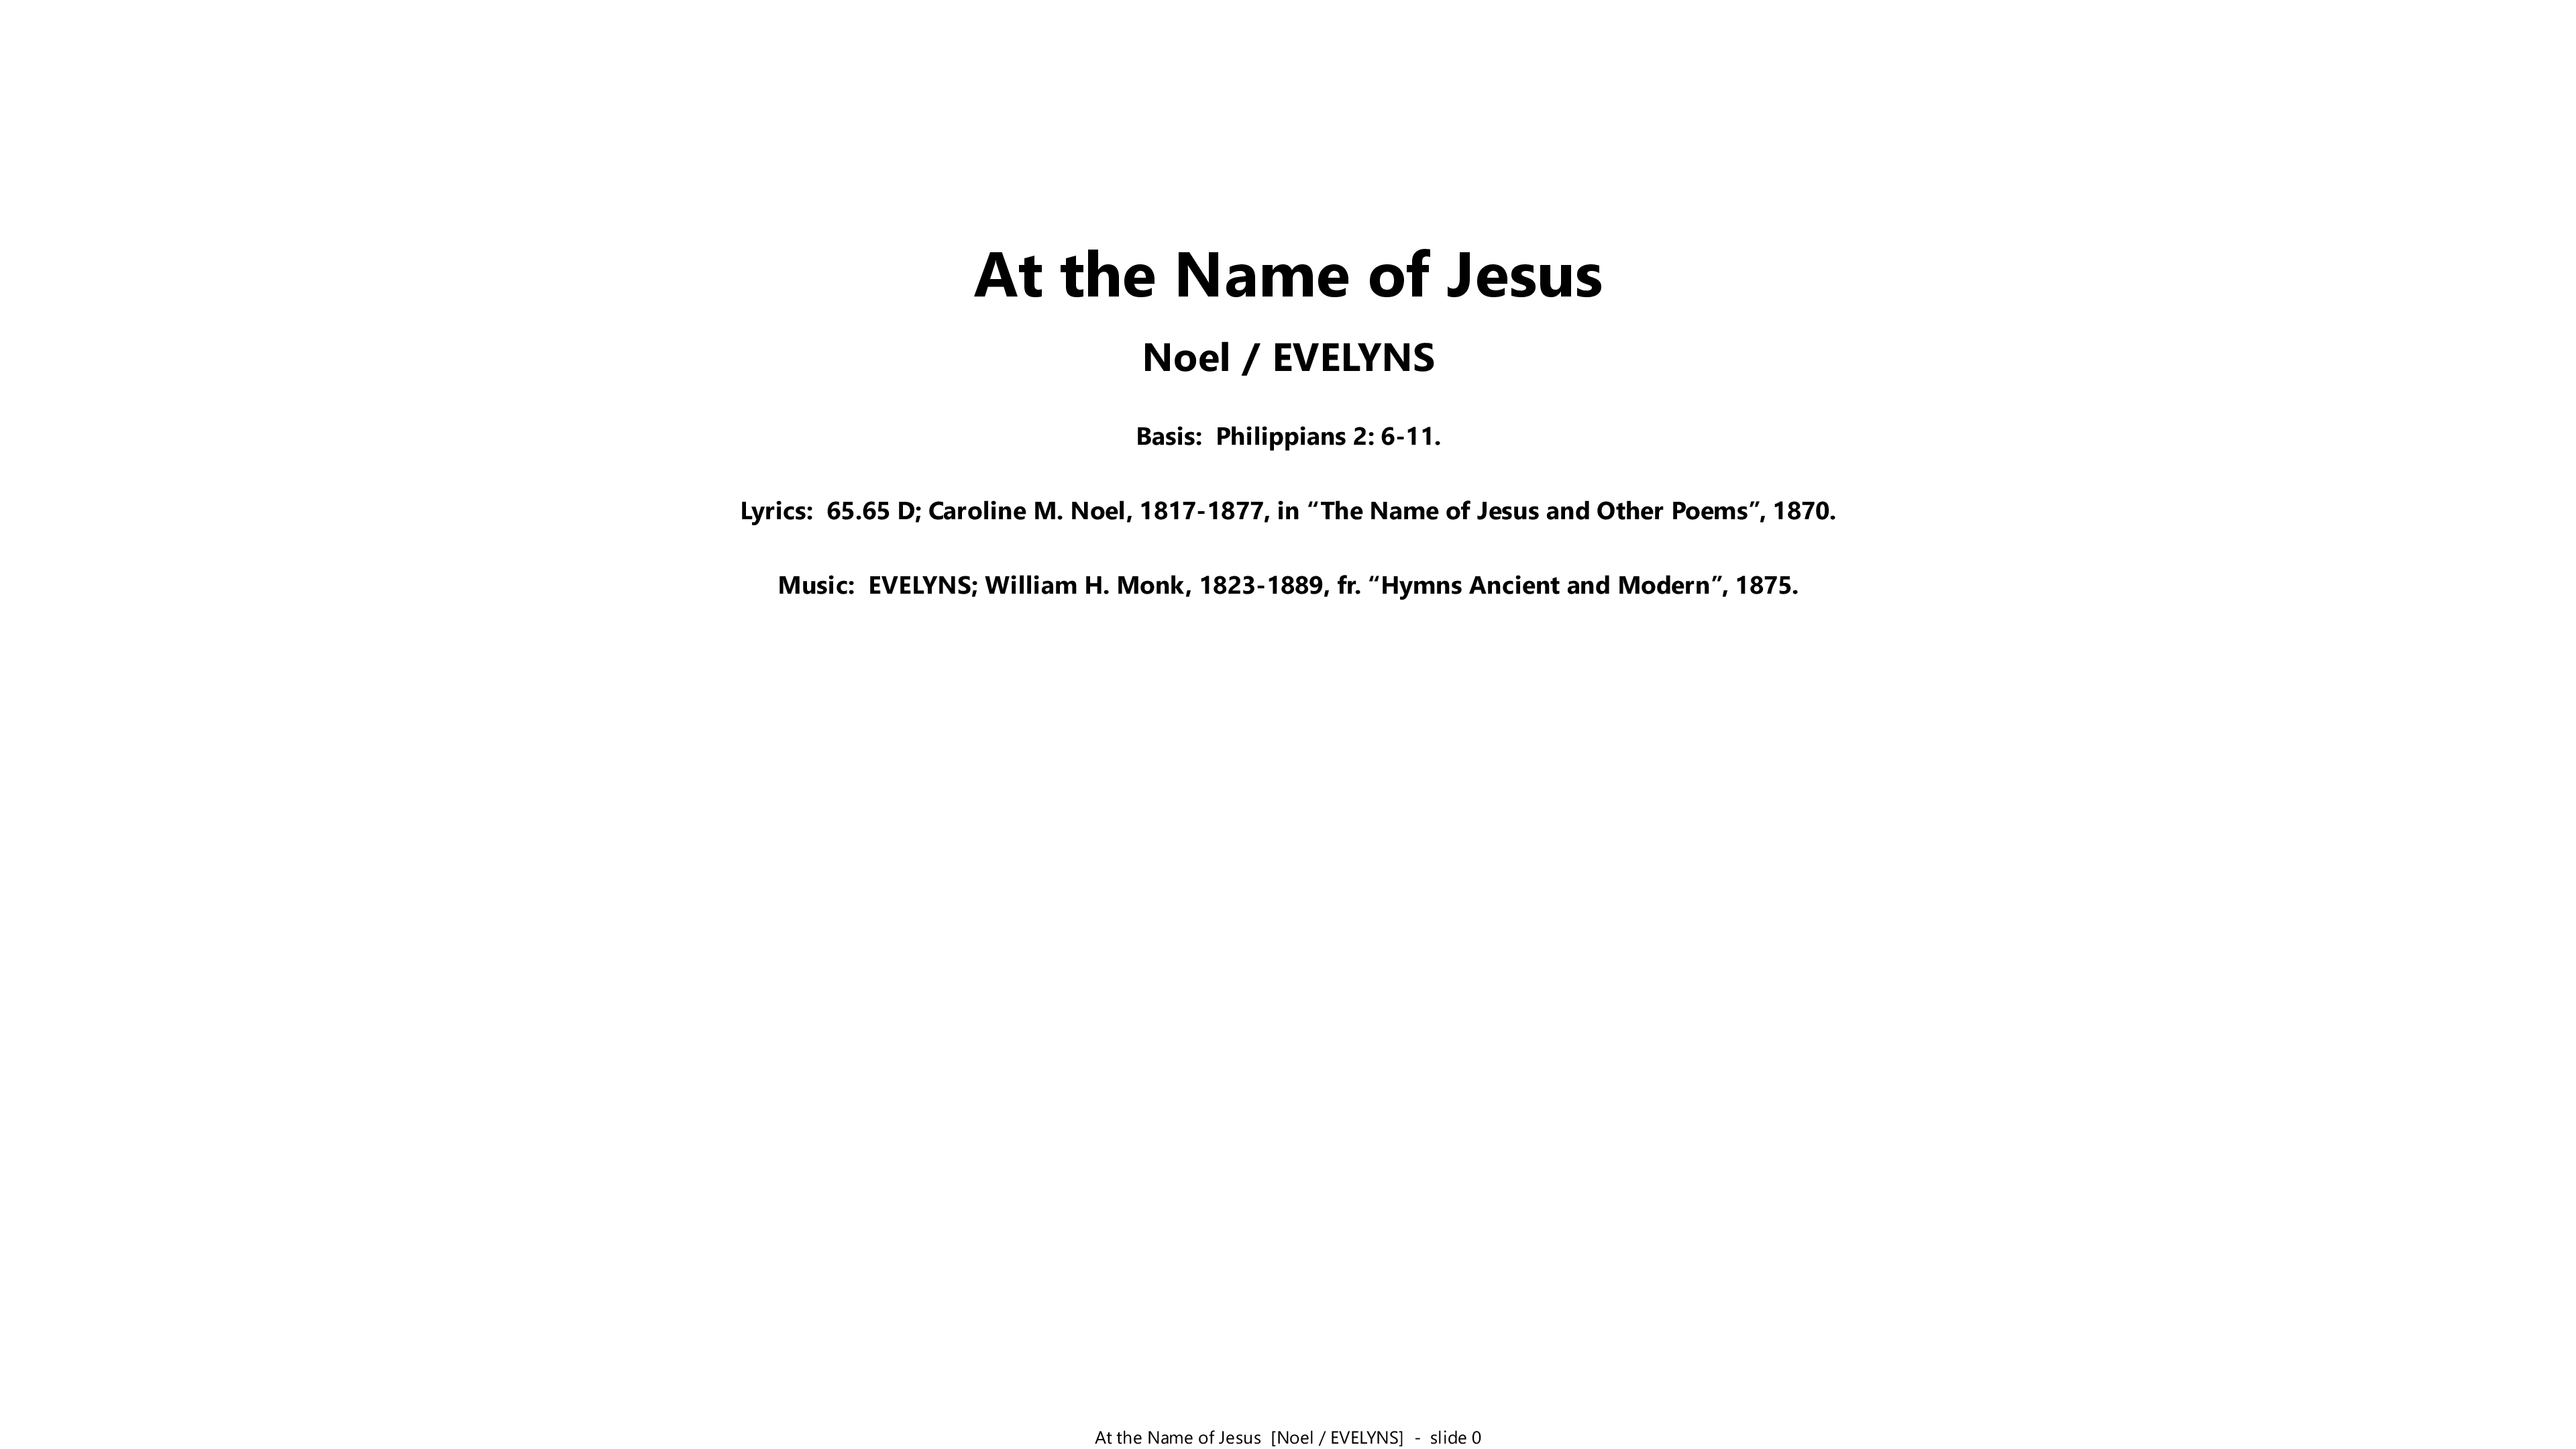 At the Name of Jesus
Noel / EVELYNS
Basis:  Philippians 2: 6-11.
Lyrics:  65.65 D; Caroline M. Noel, 1817-1877, in “The Name of Jesus and Other Poems”, 1870.
Music:  EVELYNS; William H. Monk, 1823-1889, fr. “Hymns Ancient and Modern”, 1875.
At the Name of Jesus  [Noel / EVELYNS]  -  slide 0